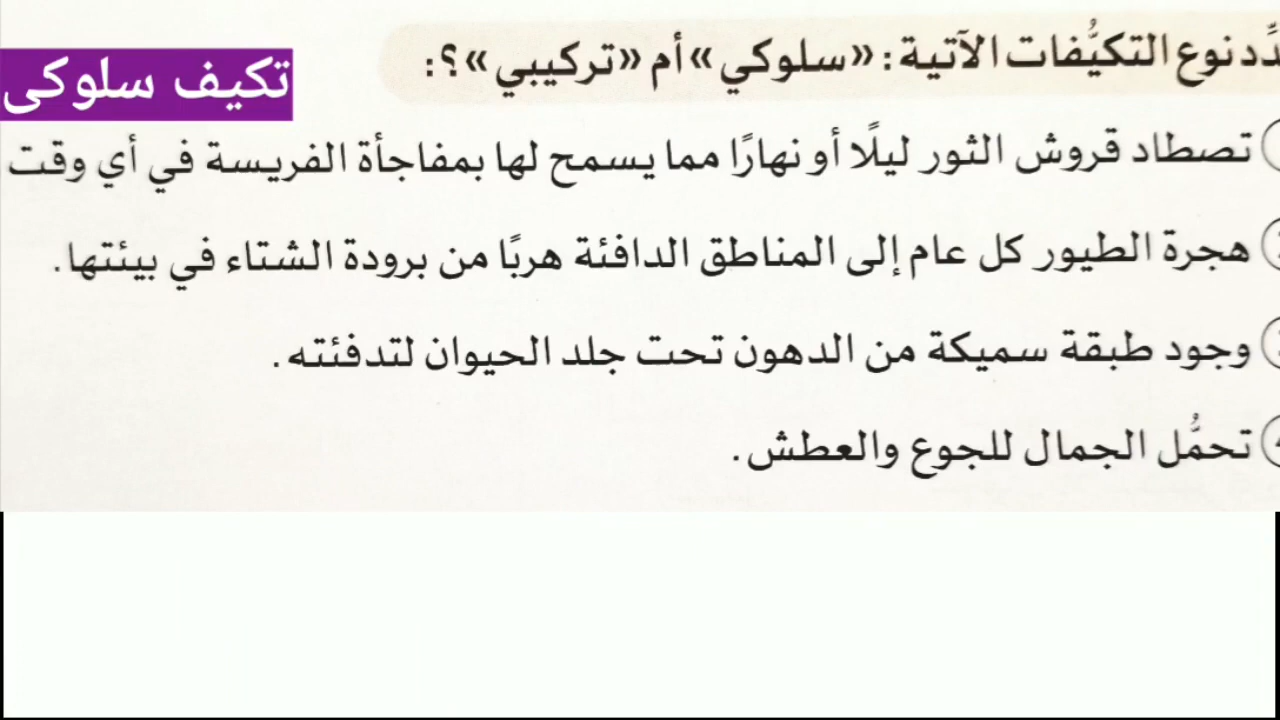 نوع التكيُّفات الآتية: «سلوكي» أم «تركيبي»؟:
تكيف سلوكى
تصطاد قروش الثور ليلًا أو نهارًا مما يسمح لها بمفاجأة الفريسة في أي وقت
هجرة الطيور كل عام إلى المناطق الدافئة هربًا من برودة الشتاء في بيئتها.
وجود طبقة سميكة من الدهون تحت جلد الحيوان لتدفئته.
تحمُّل الجمال للجوع والعطش.